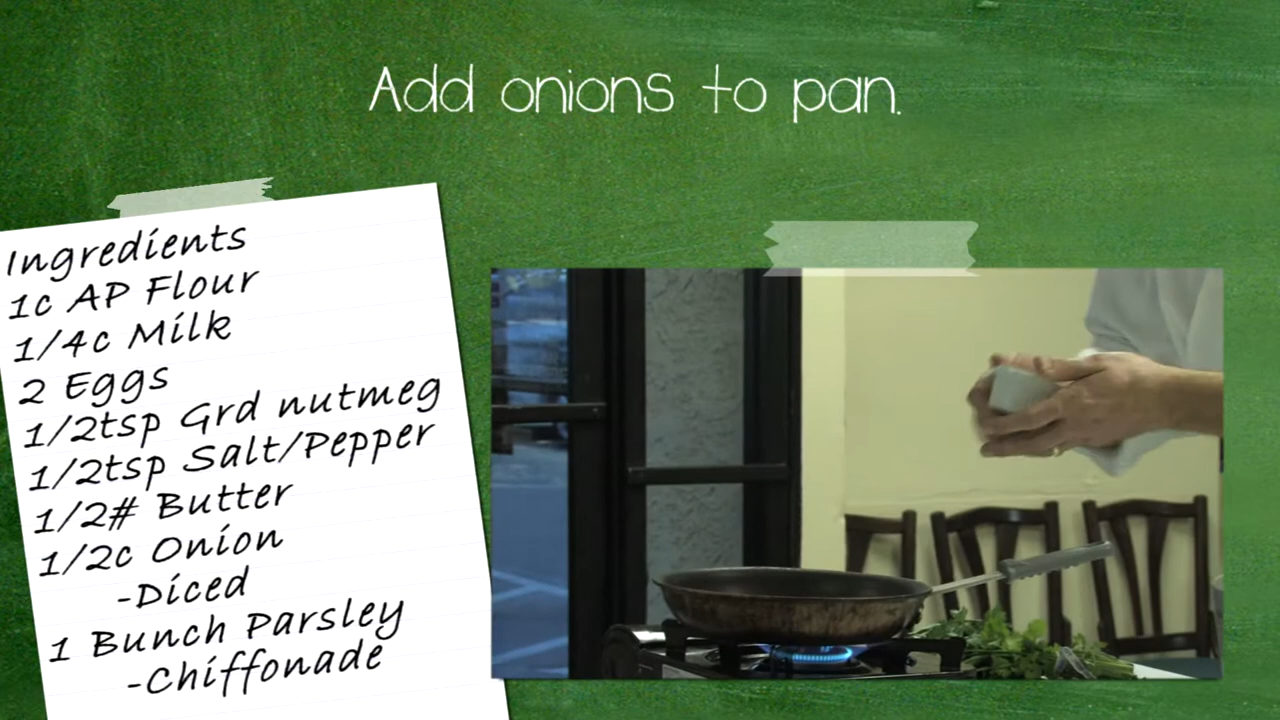 Add onions to pan.
Ingredients
1c AP Flour
1/4c Milk
2 Eggs
1/2tsp Grd nutmeg
1/2tsp Salt/Pepper
1/2# Butter
1/2c Onion
-Diced
1 Bunch Parsley
-Chiffonade